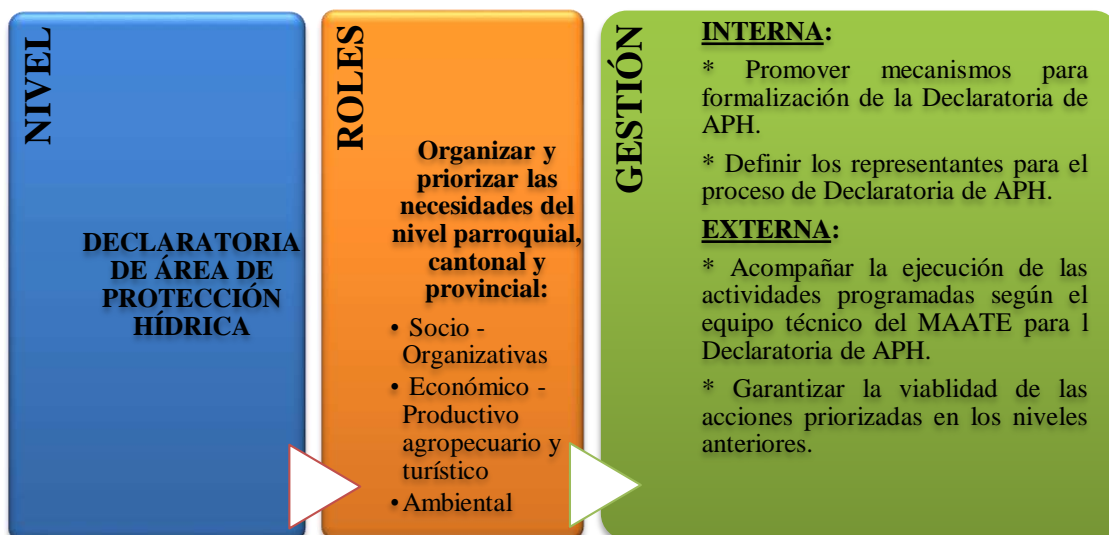 NIVEL
DECLARATORIA
DE ÁREA DE
PROTECCIÓN
HÍDRICA
ROLES
Organizar y
priorizar las
necesidades del
nivel parroquial,
cantonal y
provincial:
• Socio -
Organizativas
• Económico -
Productivo
agropecuario y
turístico
• Ambiental
GESTIÓN
INTERNA:
* Promover mecanismos para
formalización de la Declaratoria de
APH.
* Definir los representantes para el
proceso de Declaratoria de APH.
EXTERNA:
* Acompañar la ejecución de las
actividades programadas según el
equipo técnico del MAATE para l
Declaratoria de APH.
* Garantizar la viablidad de las
acciones priorizadas en los niveles
anteriores.